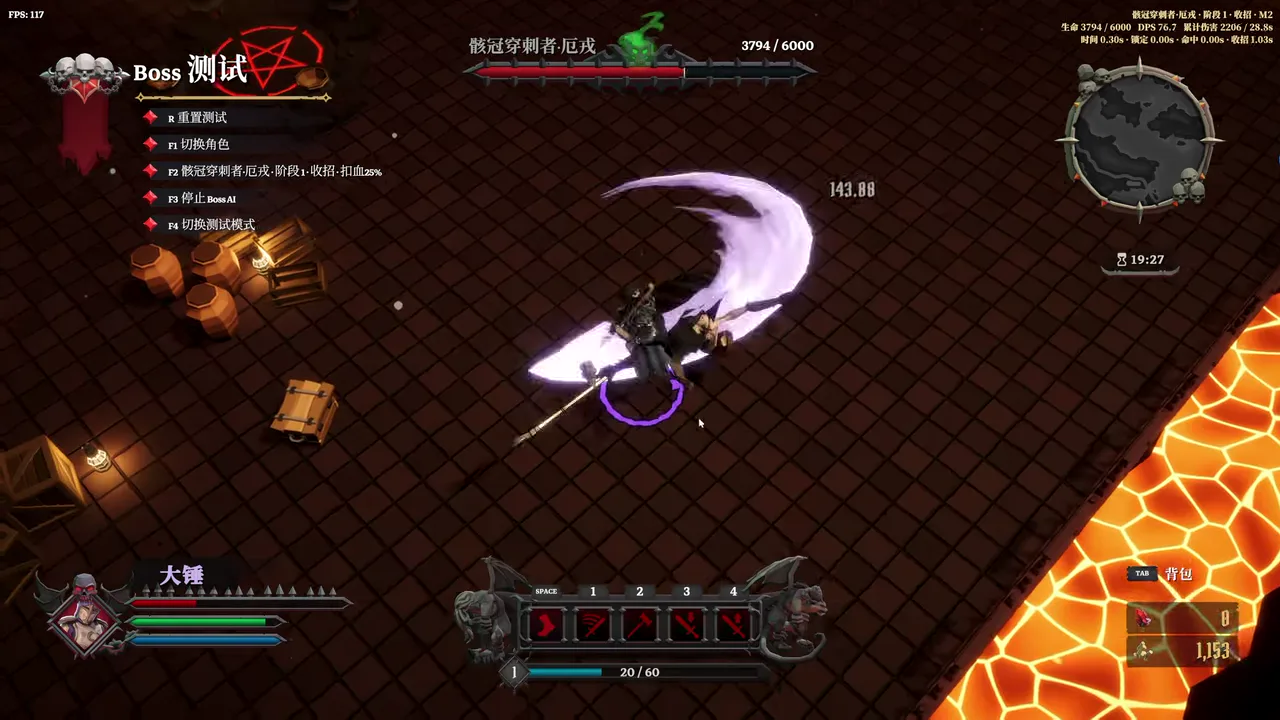 FPS: 117
骸冠穿刺者·厄戎·阶段 1·收招·M2
生命 3794 / 6000 DPS 76.7 累计伤害 2206 / 28.8s
时间 0.30s·锁定 0.00s·命中 0.00s·收招 1.03s
骸冠穿刺者·厄戎
3794 / 6000
Boss 测试
R 重置测试
F1 切换角色
F2 骸冠穿刺者·厄戎·阶段1·收招·扣血25%
F3 停止 Boss AI
F4 切换测试模式
143.88
19:27
大锤
SPACE 1 2 3 4
1
20 / 60
TAB 背包
8
1,153